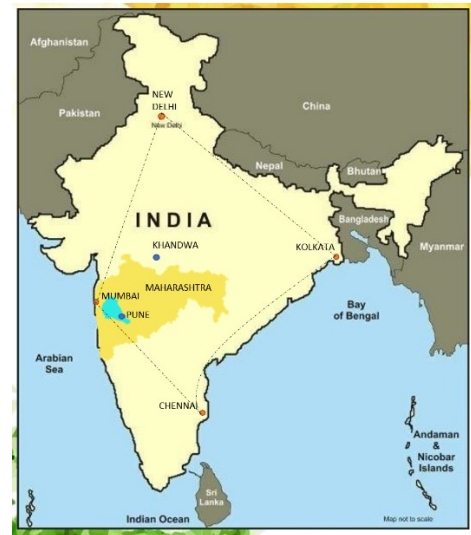 Afghanistan
NEW
DELHI
China
Pakistan
New Delhi
Nepal
Bhutan
INDIA
Bangladesh
KHANDWA
KOLKATA
Myanmar
MAHARASHTRA
MUMBAI
Bay
of Bengal
PUNE
Arabian
Sea
CHENNAI
Andaman
&
Nicobar
Islands
Sri
Lanka
Indian Ocean
Map not to scale